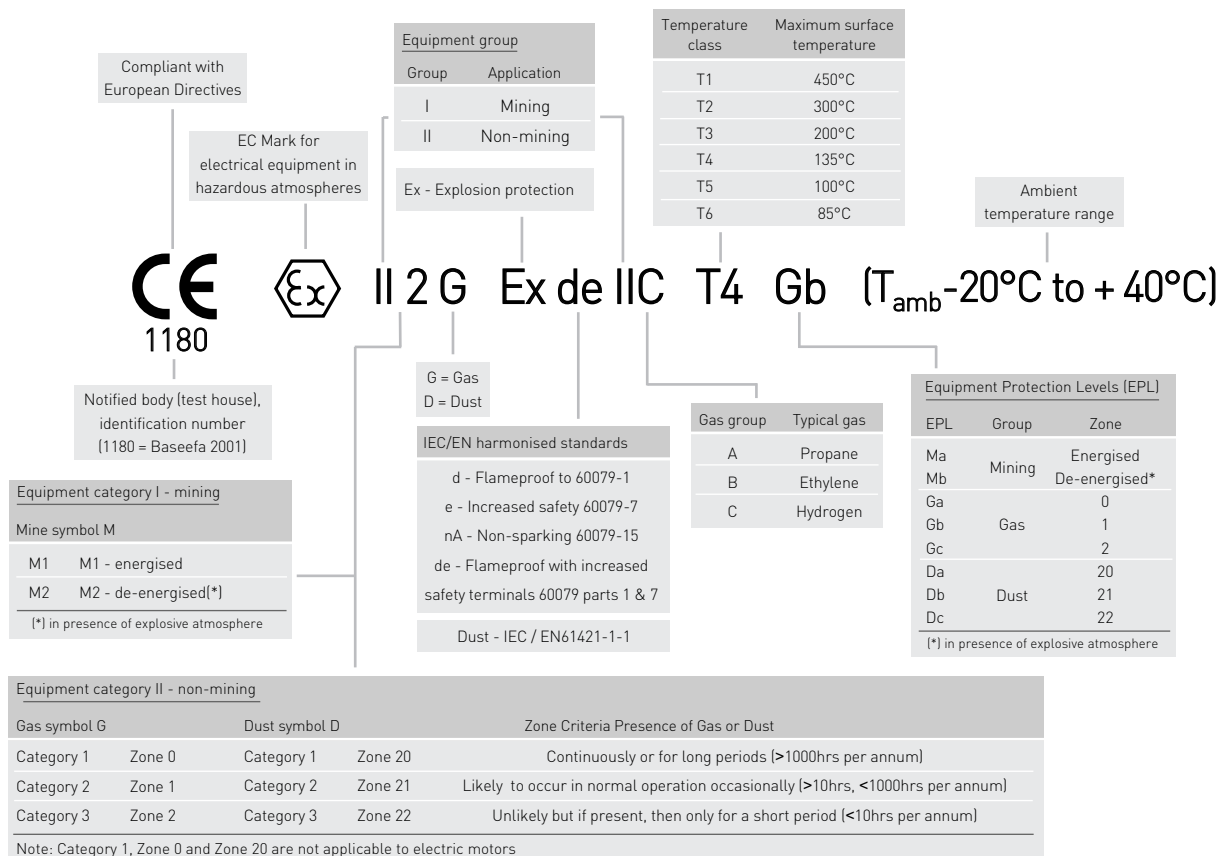 Compliant with
European Directives
EC Mark for
electrical equipment in
hazardous atmospheres
Equipment group
Group Application
I Mining
II Non-mining
Ex - Explosion protection
Temperature class Maximum surface temperature
T1 450°C
T2 300°C
T3 200°C
T4 135°C
T5 100°C
T6 85°C
Ambient
temperature range
CE Ex II 2 G Ex de IIC T4 Gb (Tamb-20°C to + 40°C)
1180
Notified body (test house),
identification number
(1180 = Baseefa 2001)
G = Gas
D = Dust
IEC/EN harmonised standards
d - Flameproof to 60079-1
e - Increased safety 60079-7
nA - Non-sparking 60079-15
de - Flameproof with increased
safety terminals 60079 parts 1 & 7
Dust - IEC / EN61421-1-1
Gas group Typical gas
A Propane
B Ethylene
C Hydrogen
Equipment Protection Levels (EPL)
EPL Group Zone
Ma Mining Energised
Mb De-energised*
Ga 0
Gb Gas 1
Gc 2
Da 20
Db Dust 21
Dc 22
(*) in presence of explosive atmosphere
Equipment category I - mining
Mine symbol M
M1 M1 - energised
M2 M2 - de-energised(*)
(*) in presence of explosive atmosphere
Equipment category II - non-mining
Gas symbol G Dust symbol D Zone Criteria Presence of Gas or Dust
Category 1 Zone 0 Category 1 Zone 20 Continuously or for long periods (>1000hrs per annum)
Category 2 Zone 1 Category 2 Zone 21 Likely to occur in normal operation occasionally (>10hrs, <1000hrs per annum)
Category 3 Zone 2 Category 3 Zone 22 Unlikely but if present, then only for a short period (<10hrs per annum)
Note: Category 1, Zone 0 and Zone 20 are not applicable to electric motors